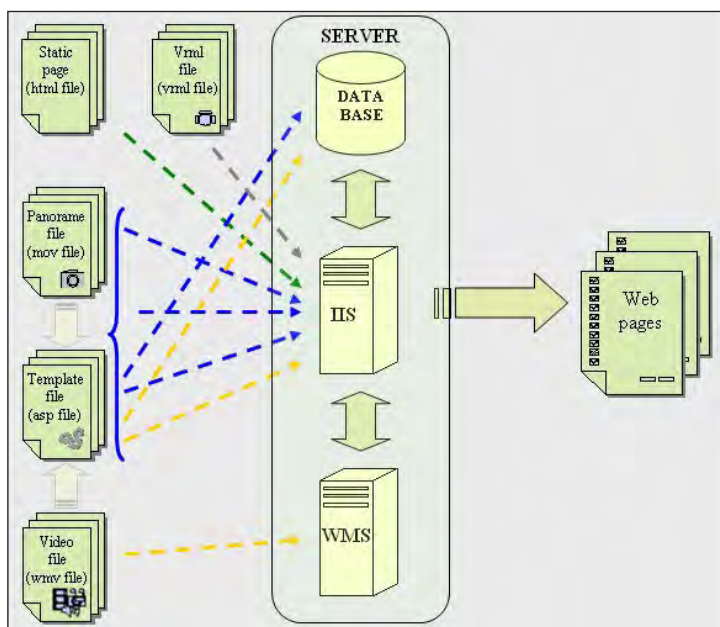 Static
page
(html file)
Vrml
file
(vrml file)
SERVER
DATA
BASE
Panorame
file
(mov file)
IIS
Web
pages
Template
file
(asp file)
Video
file
(wmv file)
WMS